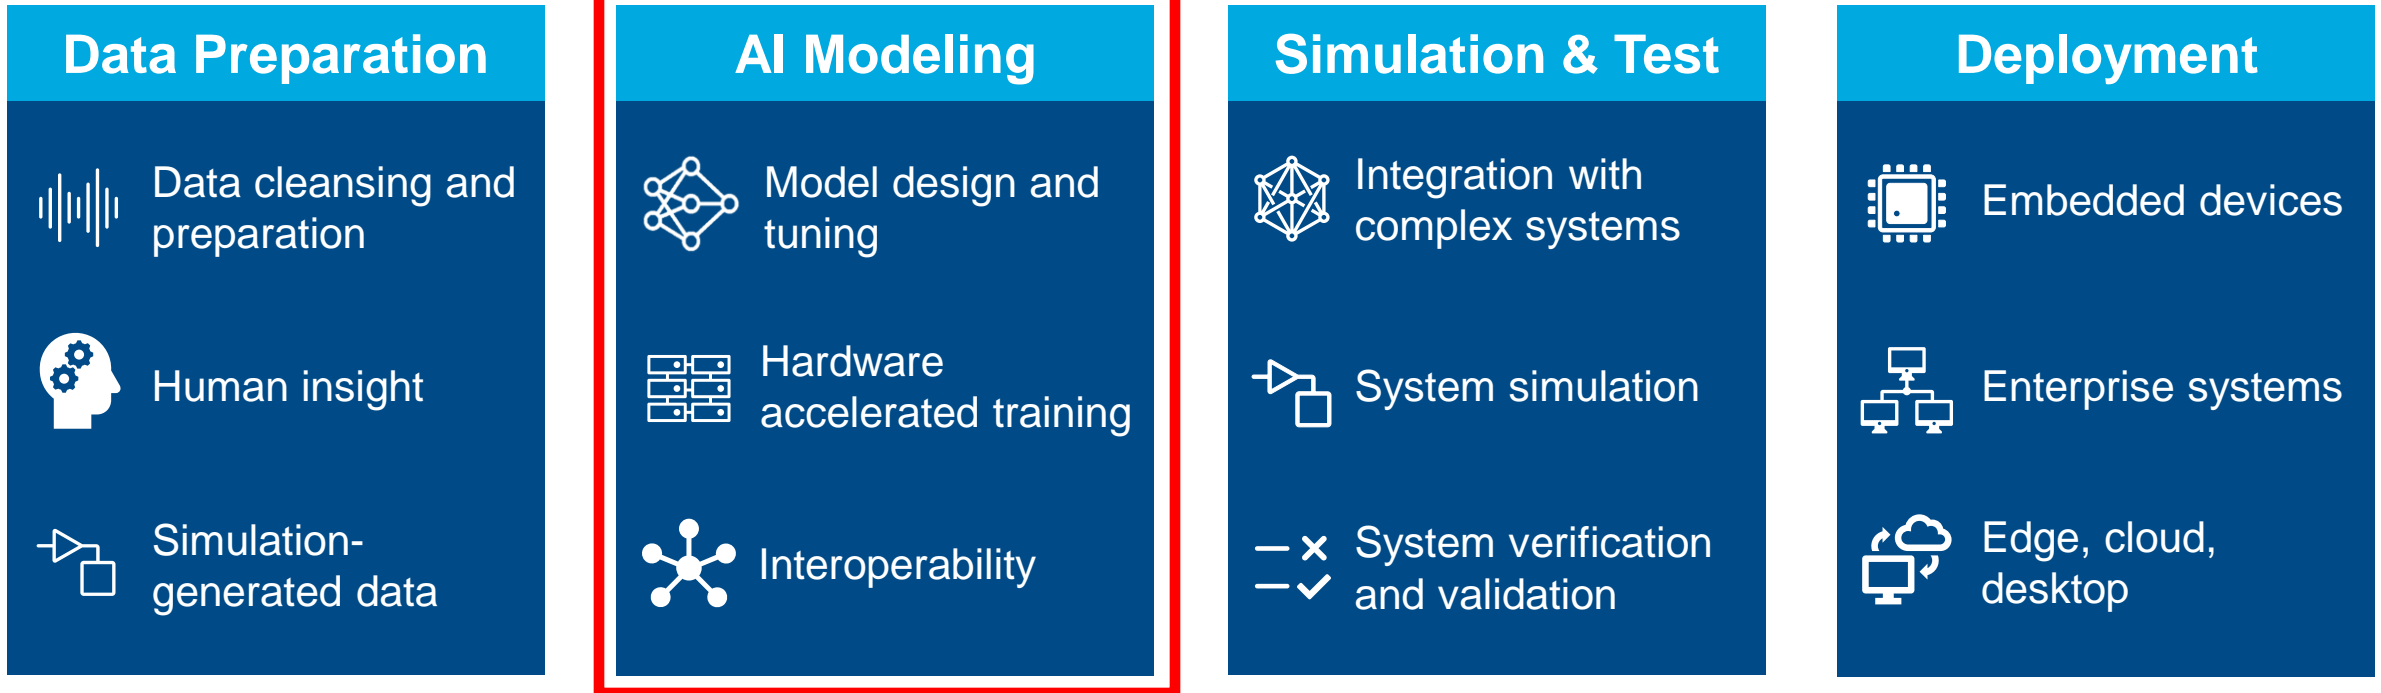 Data Preparation
Data cleansing and
preparation
Human insight
Simulation-
generated data
AI Modeling
Model design and
tuning
Hardware
accelerated training
Interoperability
Simulation & Test
Integration with
complex systems
System simulation
System verification
and validation
Deployment
Embedded devices
Enterprise systems
Edge, cloud,
desktop